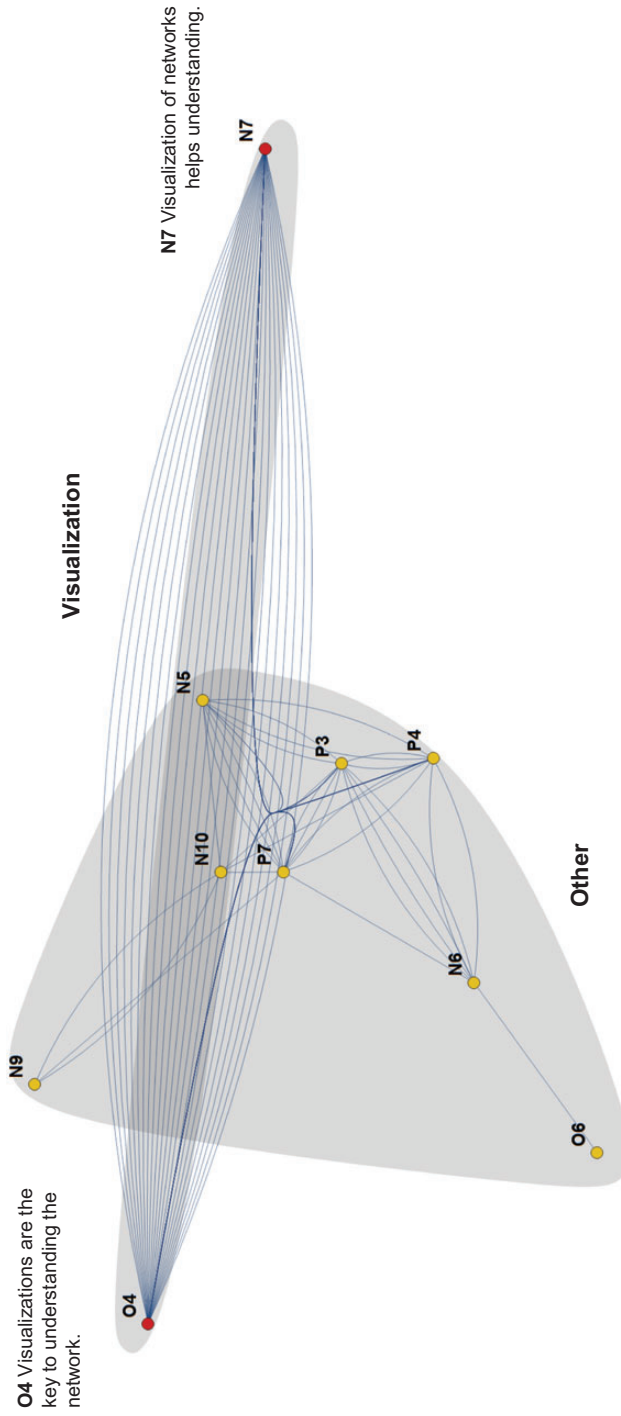 O4 Visualizations are the
key to understanding the
network.
O4
N9
O6
N6
N10
P7
P3
P4
N5
Visualization
Other
N7 Visualization of networks
helps understanding.
N7